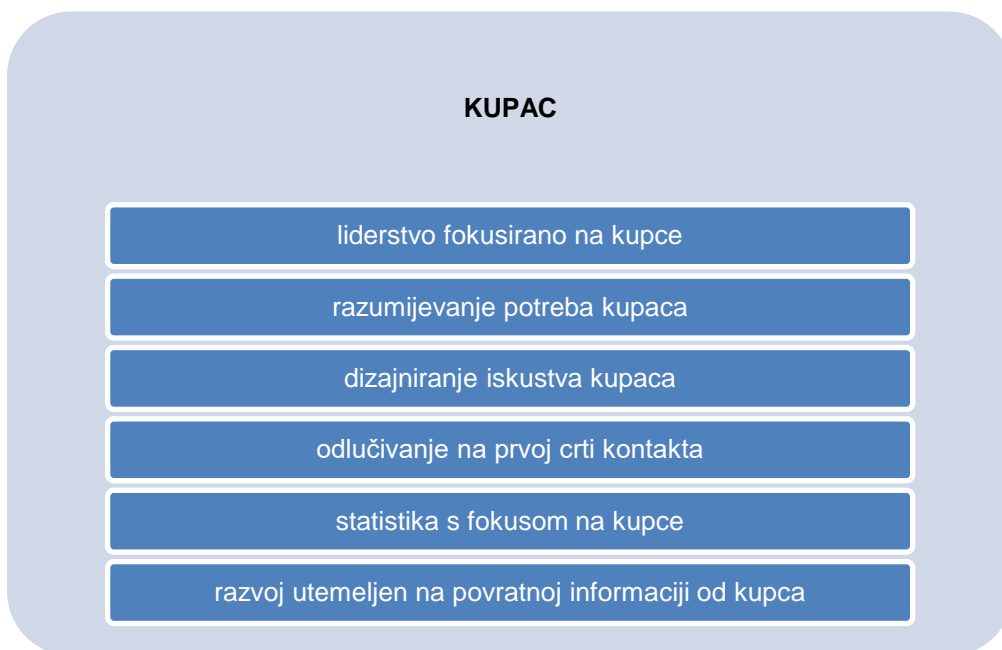 KUPAC
liderstvo fokusirano na kupce
razumijevanje potreba kupaca
dizajniranje iskustva kupaca
odlučivanje na prvoj crti kontakta
statistika s fokusom na kupce
razvoj utemeljen na povratnoj informaciji od kupca